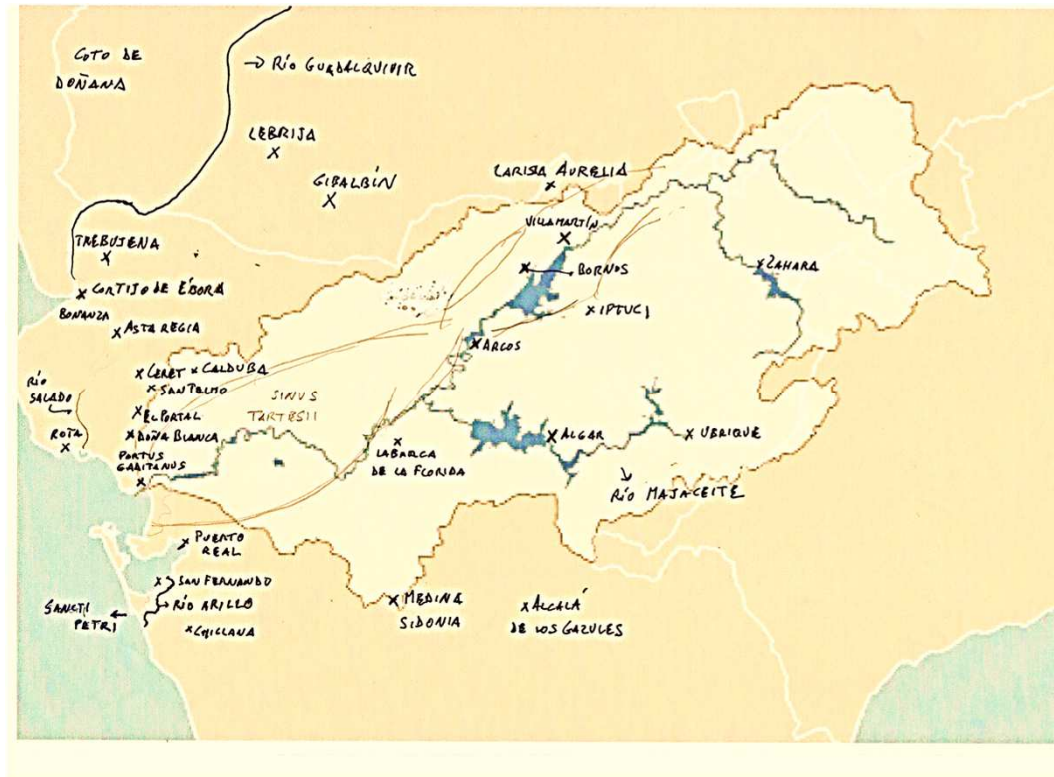 COTO DE
DOÑANA
→ RÍO GUADALQUIVIR
LEBRIJA
GIBALBÍN
CARISSA AURELIA
VILLAMARTÍN
TREBUJENA
BORNOS
ZAHARA
CORTIJO DE ÉBORA
BONANZA
IPTUCI
ASTA REGIA
ARCOS
CERET
CALDUBA
RÍO
SALADO
SAN TELMO
SINUS
TARTESII
EL PORTAL
ROTA
DOÑA BLANCA
LA BARCA
DE LA FLORIDA
ALGAR
UBRIQUE
PORTUS
GADITANUS
RÍO MAJACEITE
PUERTO
REAL
SAN FERNANDO
SANCTI
PETRI
RÍO ARILLO
MEDINA
SIDONIA
ALCALÁ
DE LOS GAZULES
CHICLANA